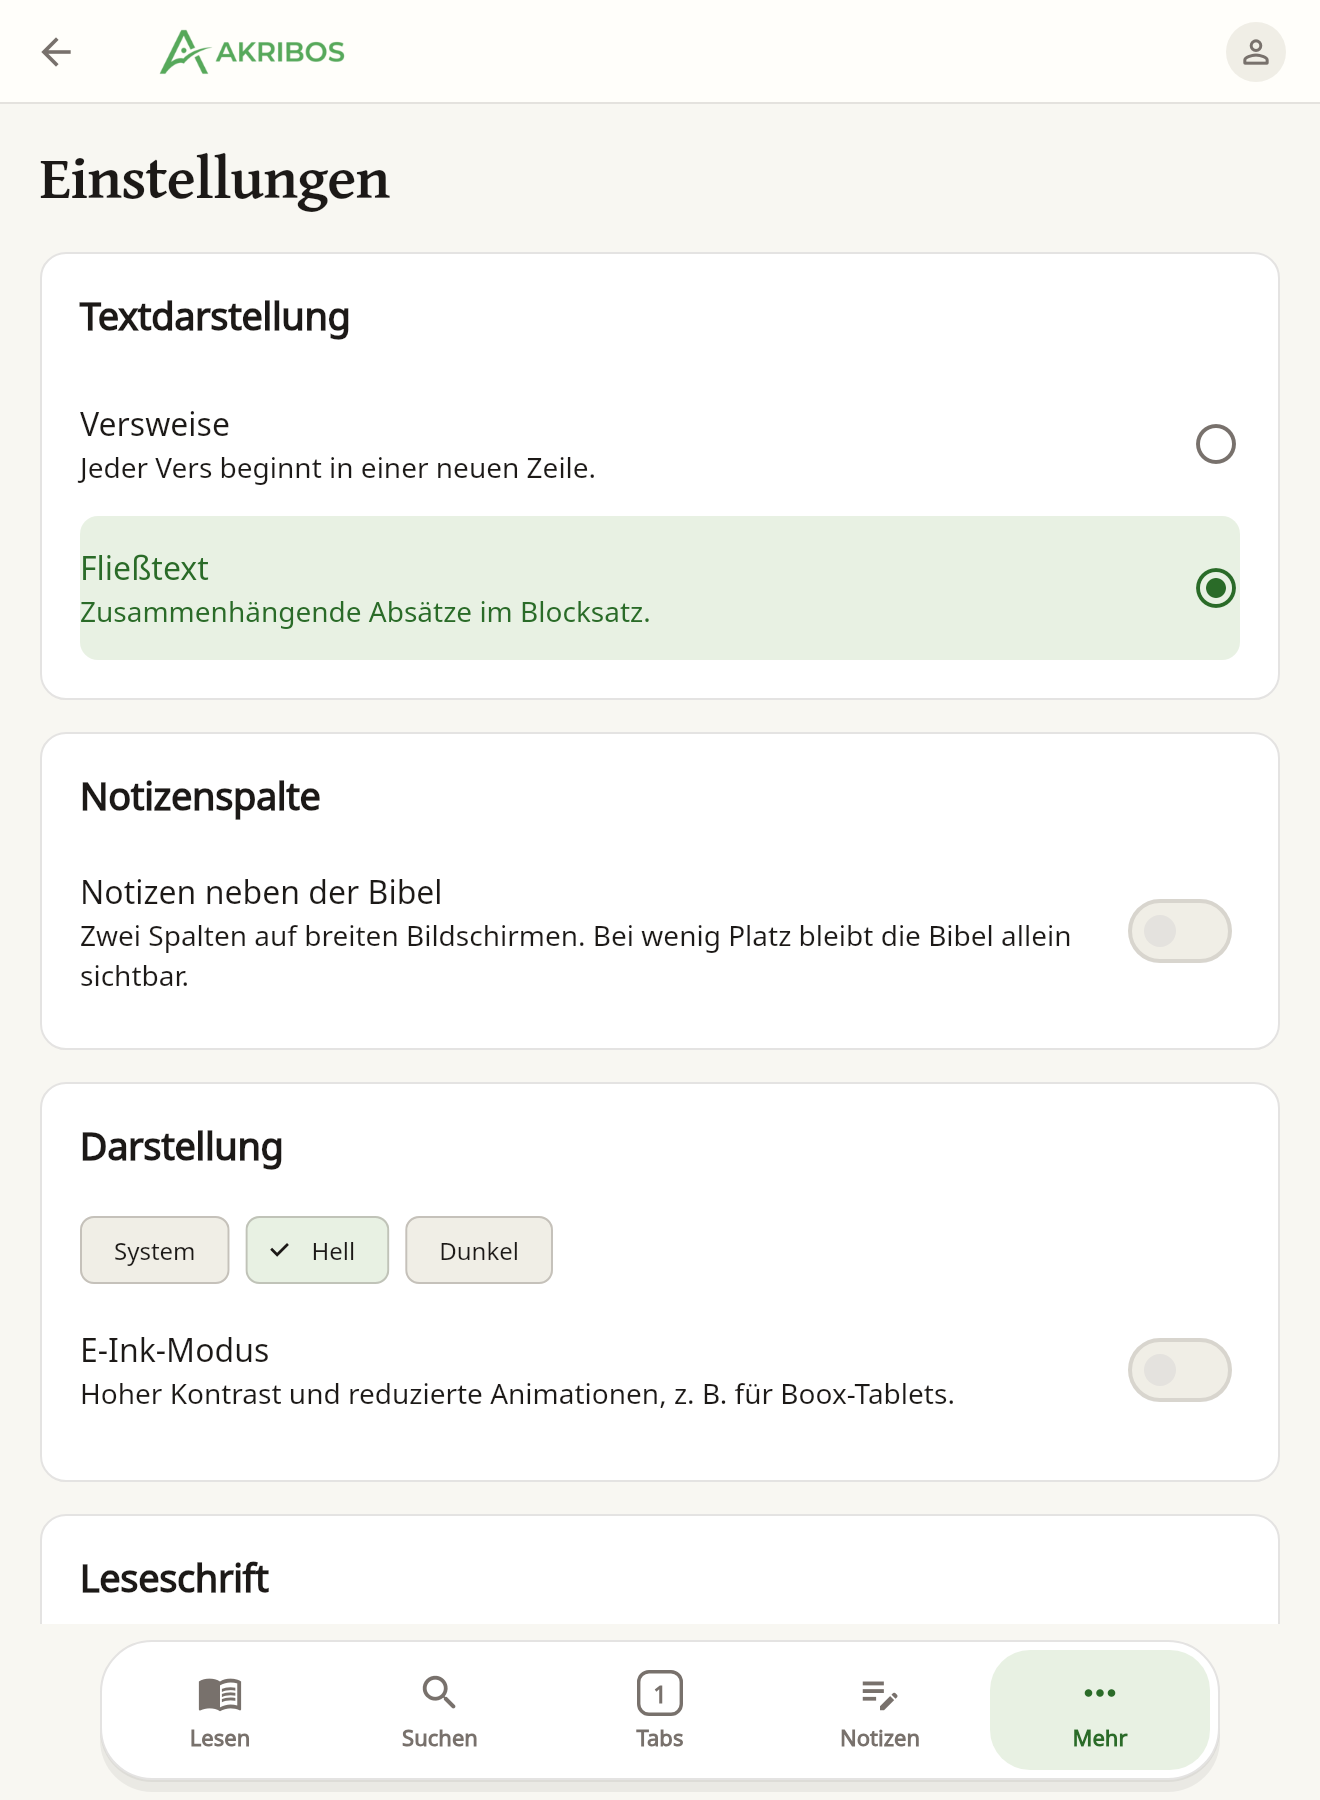 AKRIBOS
Einstellungen
Textdarstellung
Versweise
Jeder Vers beginnt in einer neuen Zeile.
Fließtext
Zusammenhängende Absätze im Blocksatz.
Notizenspalte
Notizen neben der Bibel
Zwei Spalten auf breiten Bildschirmen. Bei wenig Platz bleibt die Bibel allein
sichtbar.
Darstellung
System
Hell
Dunkel
E-Ink-Modus
Hoher Kontrast und reduzierte Animationen, z. B. für Boox-Tablets.
Leseschrift
1
Lesen
Suchen
Tabs
Notizen
Mehr